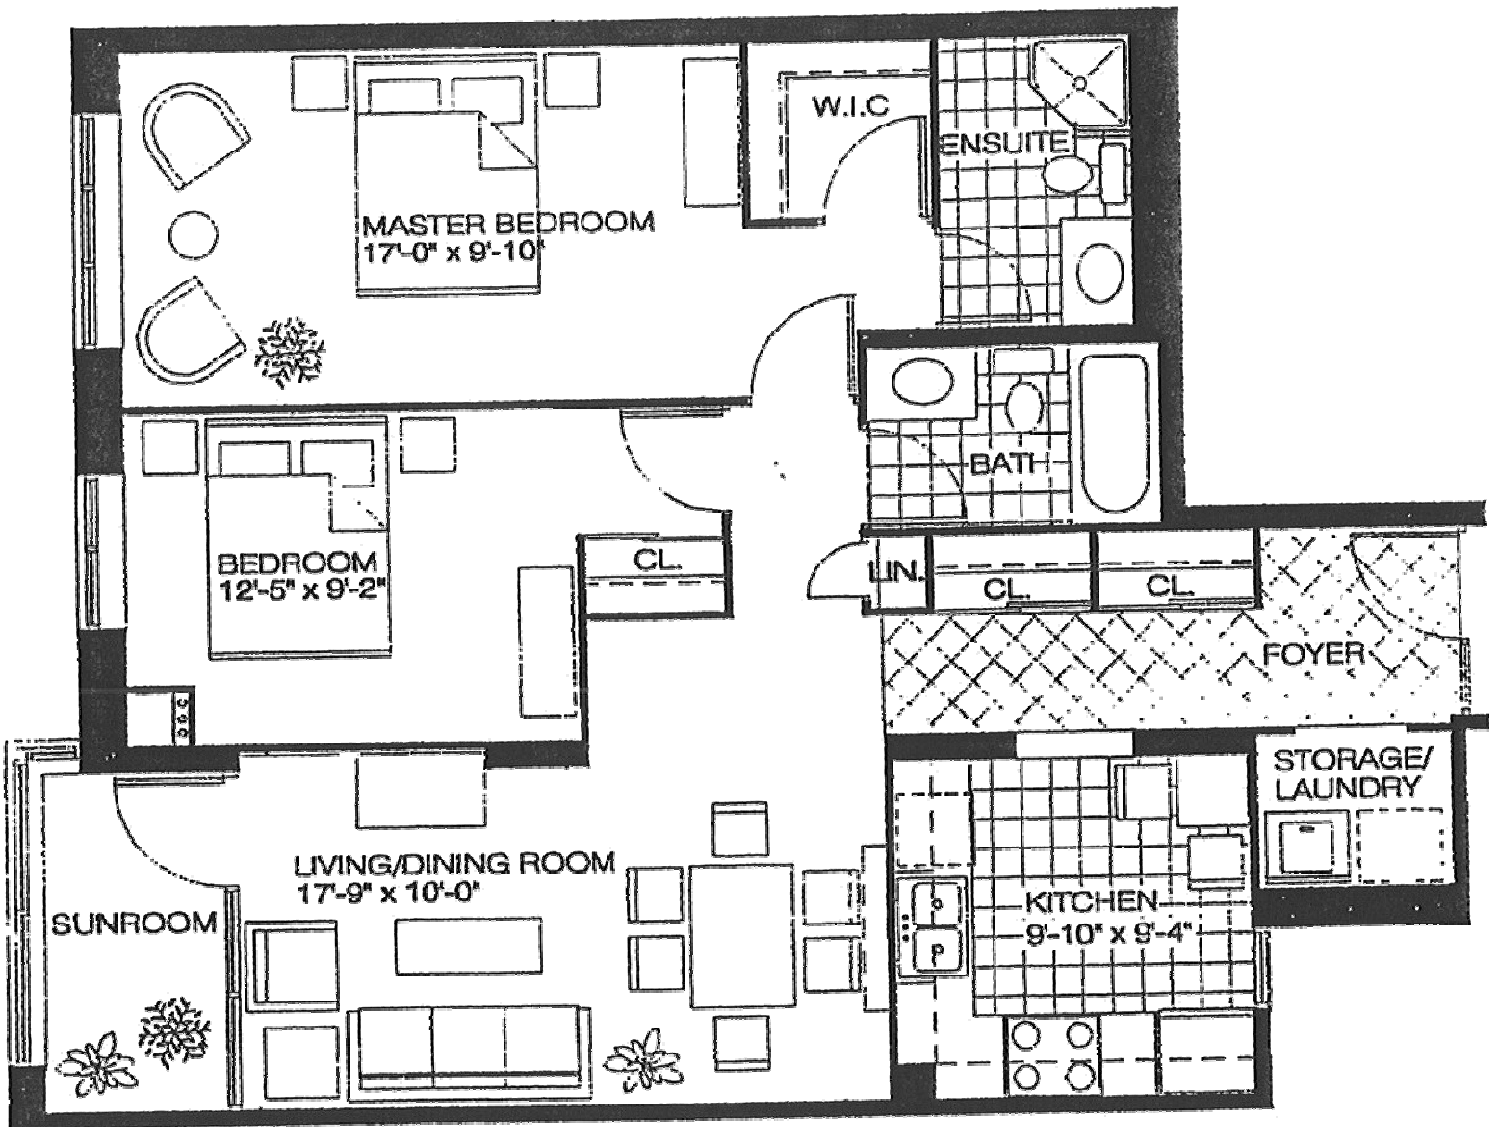 W.I.C
ENSUITE
MASTER BEDROOM
17'-0" x 9'-10"
BATH
BEDROOM
12'-5" x 9'-2"
CL.
LIN.
CL.
CL.
FOYER
STORAGE/
LAUNDRY
LIVING/DINING ROOM
17'-9" x 10'-0"
SUNROOM
KITCHEN
9'-10" x 9'-4"